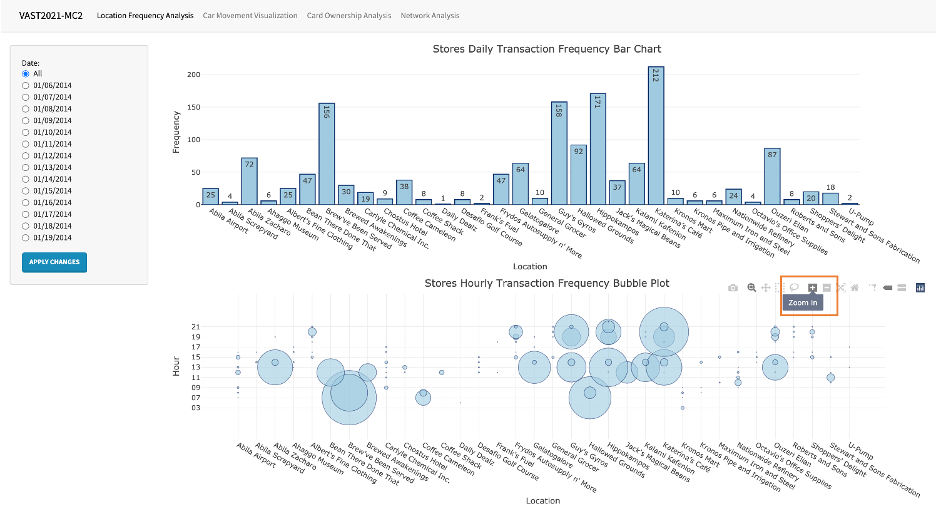 VAST2021-MC2 Location Frequency Analysis Car Movement Visualization Card Ownership Analysis Network Analysis
Date:
All
01/06/2014
01/07/2014
01/08/2014
01/09/2014
01/10/2014
01/11/2014
01/12/2014
01/13/2014
01/14/2014
01/15/2014
01/16/2014
01/17/2014
01/18/2014
01/19/2014
APPLY CHANGES
Stores Daily Transaction Frequency Bar Chart
Frequency
200
150
100
50
0
25
4
72
6
25
47
156
30
19
9
38
8
1
8
2
47
64
10
158
92
171
37
64
212
10
6
6
24
4
87
8
20
18
2
Abila Airport
Abila Scrapyard
Abila Zacharo
Ahaggo Museum
Albert's Fine Clothing
Bean There Done That
Brew've Been Served
Brewed Awakenings
Carlyle Chemical Inc.
Chostus Hotel
Coffee Cameleon
Coffee Shack
Daily Dealz
Desafio Golf Course
Frank's Fuel
Frydos Autosupply n' More
Gelatogalore
General Grocer
Guy's Gyros
Hallowed Grounds
Hippokampos
Jack's Magical Beans
Kalami Kafenion
Katerina's Café
Kronos Mart
Kronos Pipe and Irrigation
Maximum Iron and Steel
Nationwide Refinery
Octavio's Office Supplies
Ouzeri Elian
Roberts and Sons
Shoppers' Delight
Stewart and Sons Fabrication
U-Pump
Location
Stores Hourly Transaction Frequency Bubble Plot
Zoom in
Hour
21
19
17
15
13
11
09
07
03
Abila Airport
Abila Scrapyard
Abila Zacharo
Ahaggo Museum
Albert's Fine Clothing
Bean There Done That
Brew've Been Served
Brewed Awakenings
Carlyle Chemical Inc.
Chostus Hotel
Coffee Cameleon
Coffee Shack
Daily Dealz
Desafio Golf Course
Frank's Fuel
Frydos Autosupply n' More
Gelatogalore
General Grocer
Guy's Gyros
Hallowed Grounds
Hippokampos
Jack's Magical Beans
Kalami Kafenion
Katerina's Café
Kronos Mart
Kronos Pipe and Irrigation
Maximum Iron and Steel
Nationwide Refinery
Octavio's Office Supplies
Ouzeri Elian
Roberts and Sons
Shoppers' Delight
Stewart and Sons Fabrication
U-Pump
Location